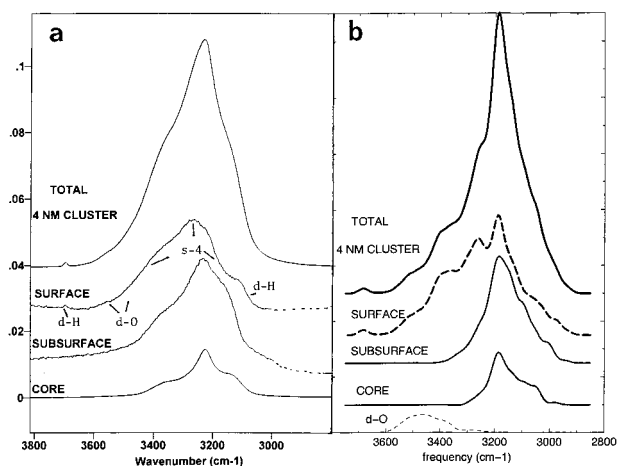 a
.1
.08
.06
TOTAL
4 NM CLUSTER
.04
s-4
SURFACE
d-H
d-H
d-O
.02
SUBSURFACE
CORE
0
3800 3600 3400 3200 3000
Wavenumber (cm-1)
b
TOTAL
4 NM CLUSTER
SURFACE
SUBSURFACE
CORE
d-O
3600 3400 3200 3000 2800
frequency (cm-1)